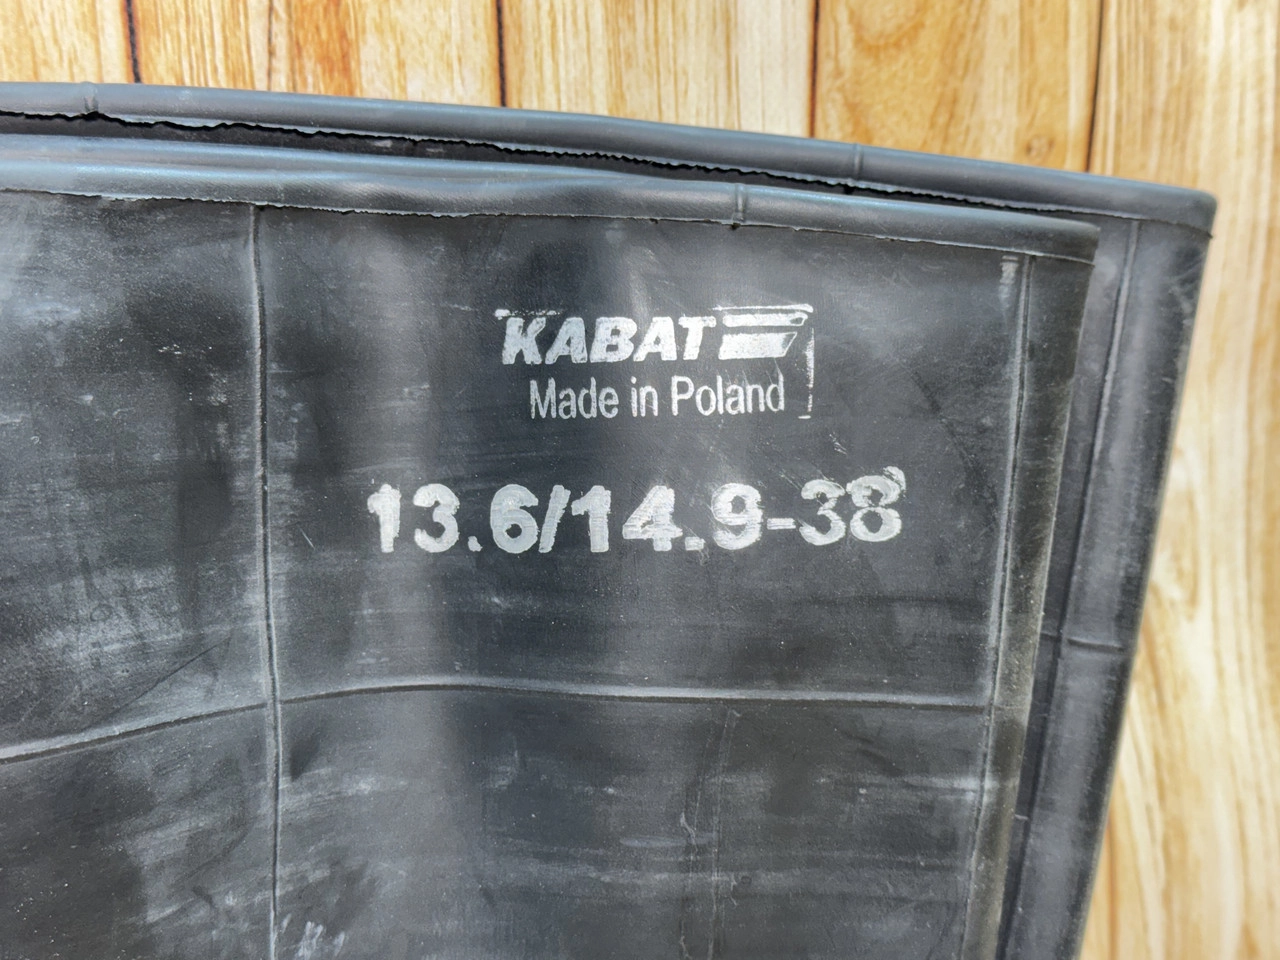 KABAT
Made in Poland
13.6/14.9-38